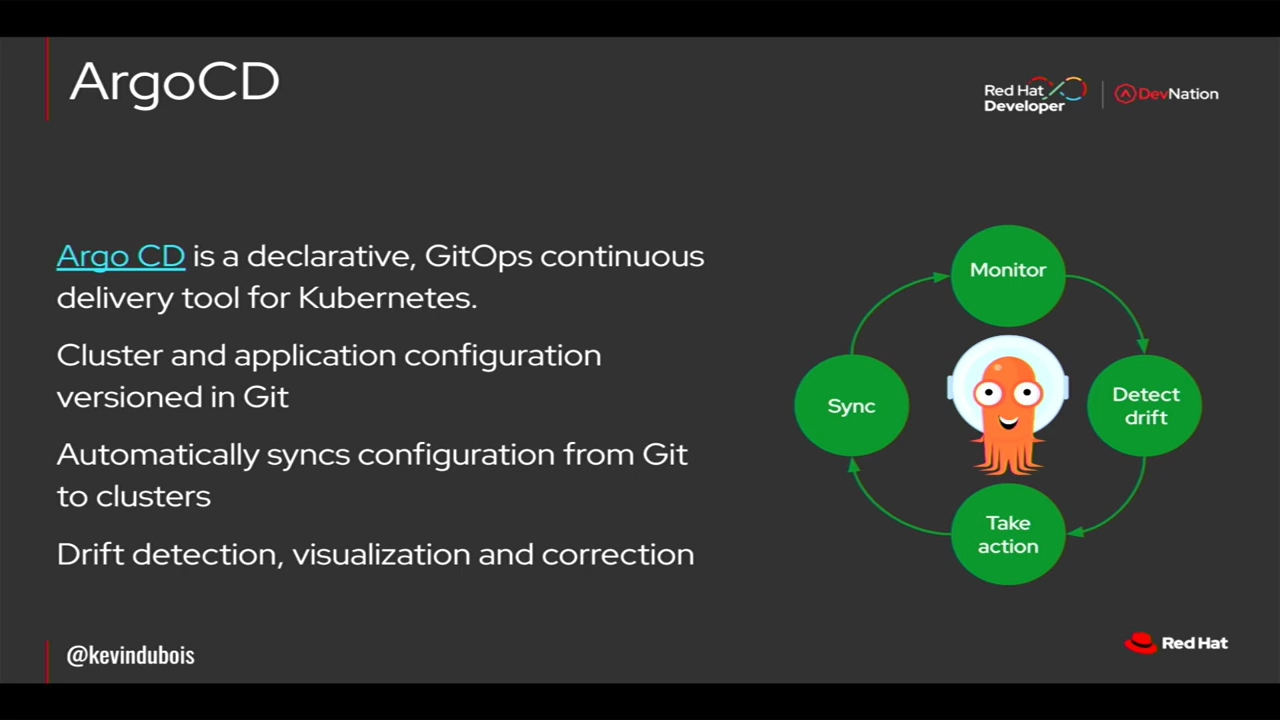 ArgoCD
Red Hat
Developer
DevNation
Argo CD is a declarative, GitOps continuous
delivery tool for Kubernetes.
Cluster and application configuration
versioned in Git
Automatically syncs configuration from Git
to clusters
Drift detection, visualization and correction
Monitor
Detect
drift
Take
action
Sync
@kevindubois
Red Hat